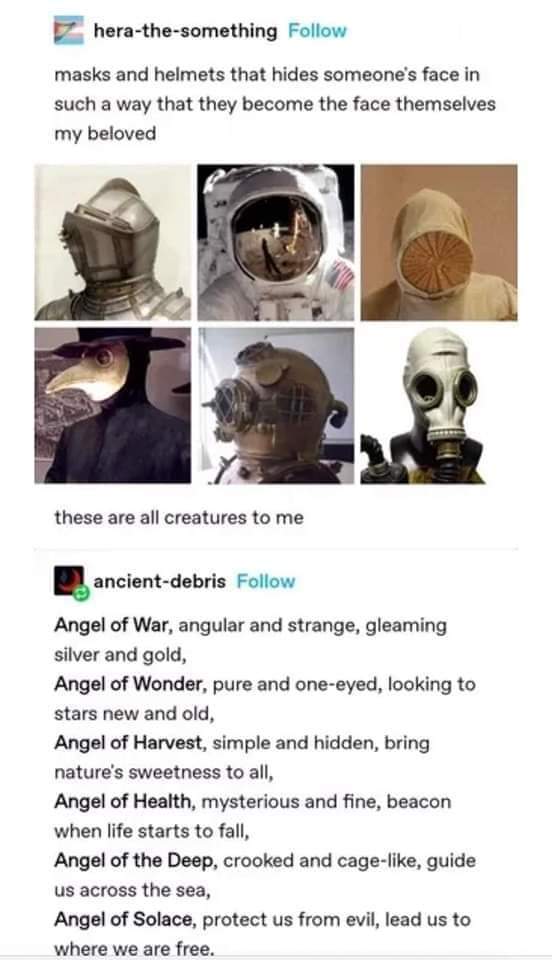 hera-the-something Follow
masks and helmets that hides someone's face in
such a way that they become the face themselves
my beloved
these are all creatures to me
ancient-debris Follow
Angel of War, angular and strange, gleaming
silver and gold,
Angel of Wonder, pure and one-eyed, looking to
stars new and old,
Angel of Harvest, simple and hidden, bring
nature's sweetness to all,
Angel of Health, mysterious and fine, beacon
when life starts to fall,
Angel of the Deep, crooked and cage-like, guide
us across the sea,
Angel of Solace, protect us from evil, lead us to
where we are free.